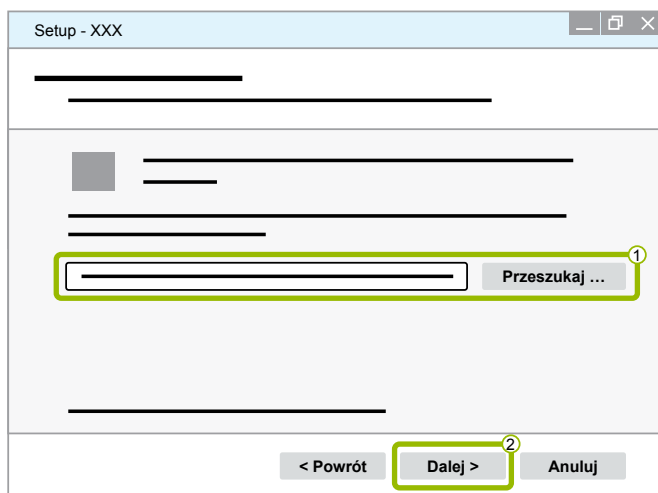 Setup - XXX
1
Przeszukaj …
2
< Powrót
Dalej >
Anuluj